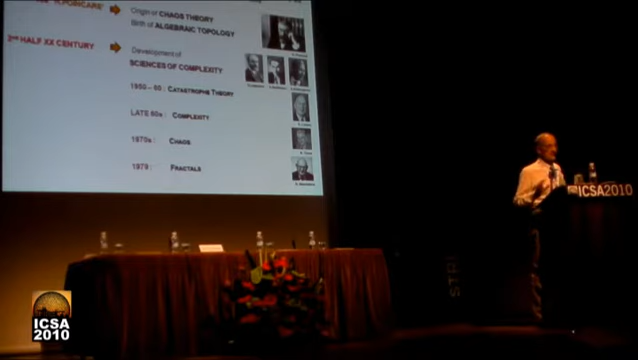 H.POINCARE'
Origin of CHAOS THEORY
Birth of ALGEBRAIC TOPOLOGY
2nd HALF XX CENTURY
Development of
SCIENCES OF COMPLEXITY
1950 - 60 : CATASTROPHE THEORY
LATE 60s : COMPLEXITY
1970s : CHAOS
1979 : FRACTALS
ICSA2010
ICSA
2010